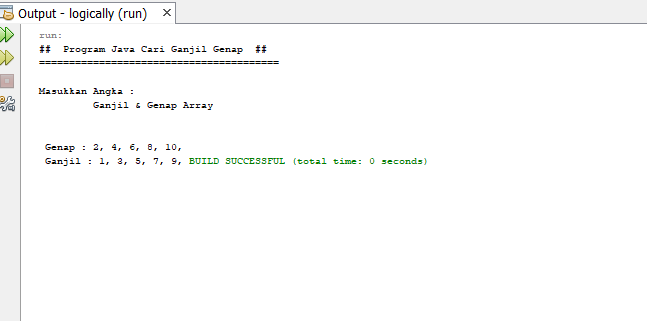 Output - logically (run) ×
run:
## Program Java Cari Ganjil Genap ##
========================================
Masukkan Angka :
Ganjil & Genap Array
Genap : 2, 4, 6, 8, 10,
Ganjil : 1, 3, 5, 7, 9, BUILD SUCCESSFUL (total time: 0 seconds)